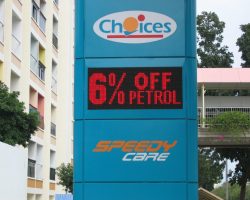 Choices
6% OFF
% PETROL
SPEEDY
CARE